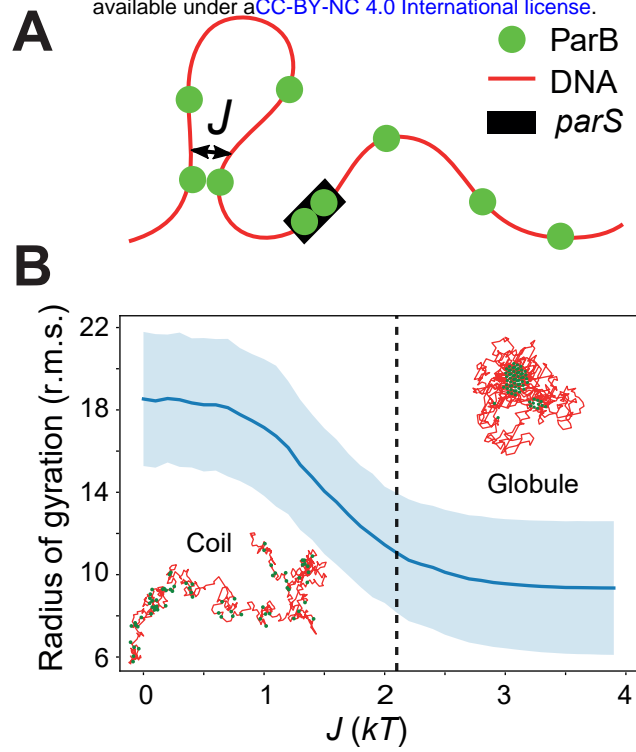 available under aCC-BY-NC 4.0 International license.
A
ParB
DNA
parS
J
B
Radius of gyration (r.m.s.)
22
18
14
10
6
Coil
Globule
0
1
2
3
4
J (kT)